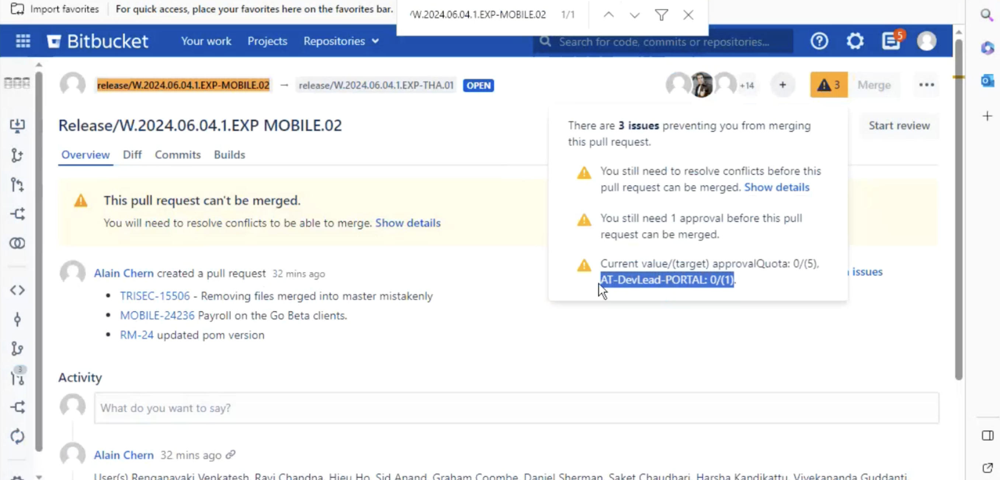 Import favorites
For quick access, place your favorites here on the favorites bar.
/W.2024.06.04.1.EXP-MOBILE.02 1/1
Bitbucket Your work Projects Repositories
Search for code, commits or repositories...
5
release/W.2024.06.04.1.EXP-MOBILE.02 → release/W.2024.06.04.1.EXP-THA.01 OPEN
+14
+
3 Merge
Release/W.2024.06.04.1.EXP MOBILE.02
Start review
There are 3 issues preventing you from merging
this pull request.
You still need to resolve conflicts before this
pull request can be merged. Show details
You still need 1 approval before this pull
request can be merged.
Current value/(target) approvalQuota: 0/(5),
AT-DevLead-PORTAL: 0/(1).
Overview Diff Commits Builds
This pull request can't be merged.
You will need to resolve conflicts to be able to merge. Show details
Alain Chern created a pull request 32 mins ago
issues
• TRISEC-15506 - Removing files merged into master mistakenly
• MOBILE-24236 Payroll on the Go Beta clients.
• RM-24 updated pom version
3
Activity
What do you want to say?
Alain Chern 32 mins ago
User(s) Renganayaki Venkatesh, Ravi Chandna, Hieu Ho, Sid Anand, Graham Coombe, Daniel Sherman, Saket Chaudhari, Harsha Kandikattu, Vivekananda Guddanti,